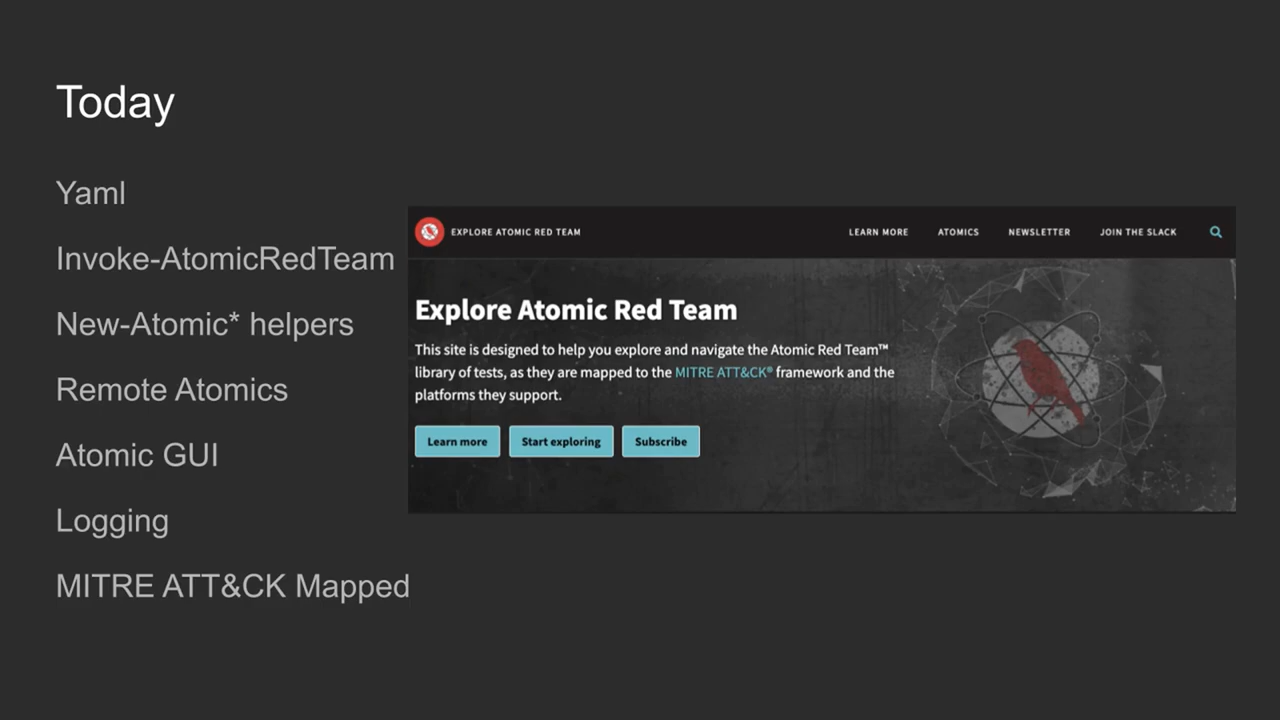 Today
Yaml
Invoke-AtomicRedTeam
New-Atomic* helpers
Remote Atomics
Atomic GUI
Logging
MITRE ATT&CK Mapped
EXPLORE ATOMIC RED TEAM
LEARN MORE
ATOMICS
NEWSLETTER
JOIN THE SLACK
Explore Atomic Red Team
This site is designed to help you explore and navigate the Atomic Red Team™
library of tests, as they are mapped to the MITRE ATT&CK® framework and the
platforms they support.
Learn more
Start exploring
Subscribe